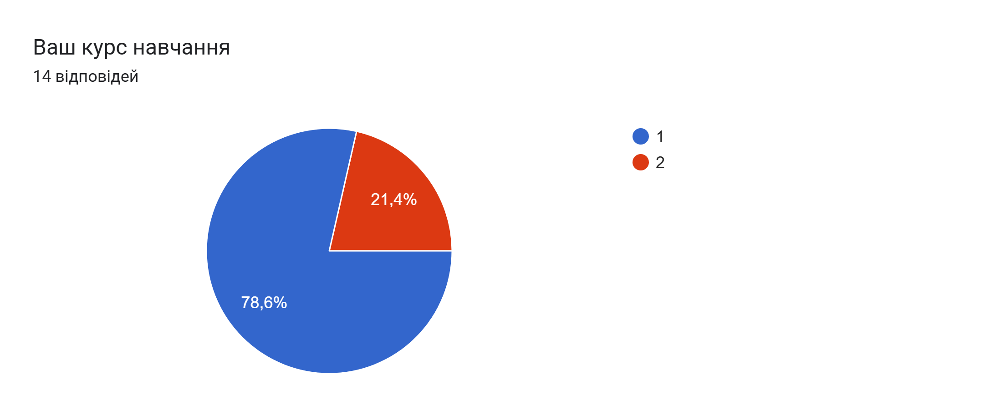 Ваш курс навчання
14 відповідей
1
2
21,4%
78,6%